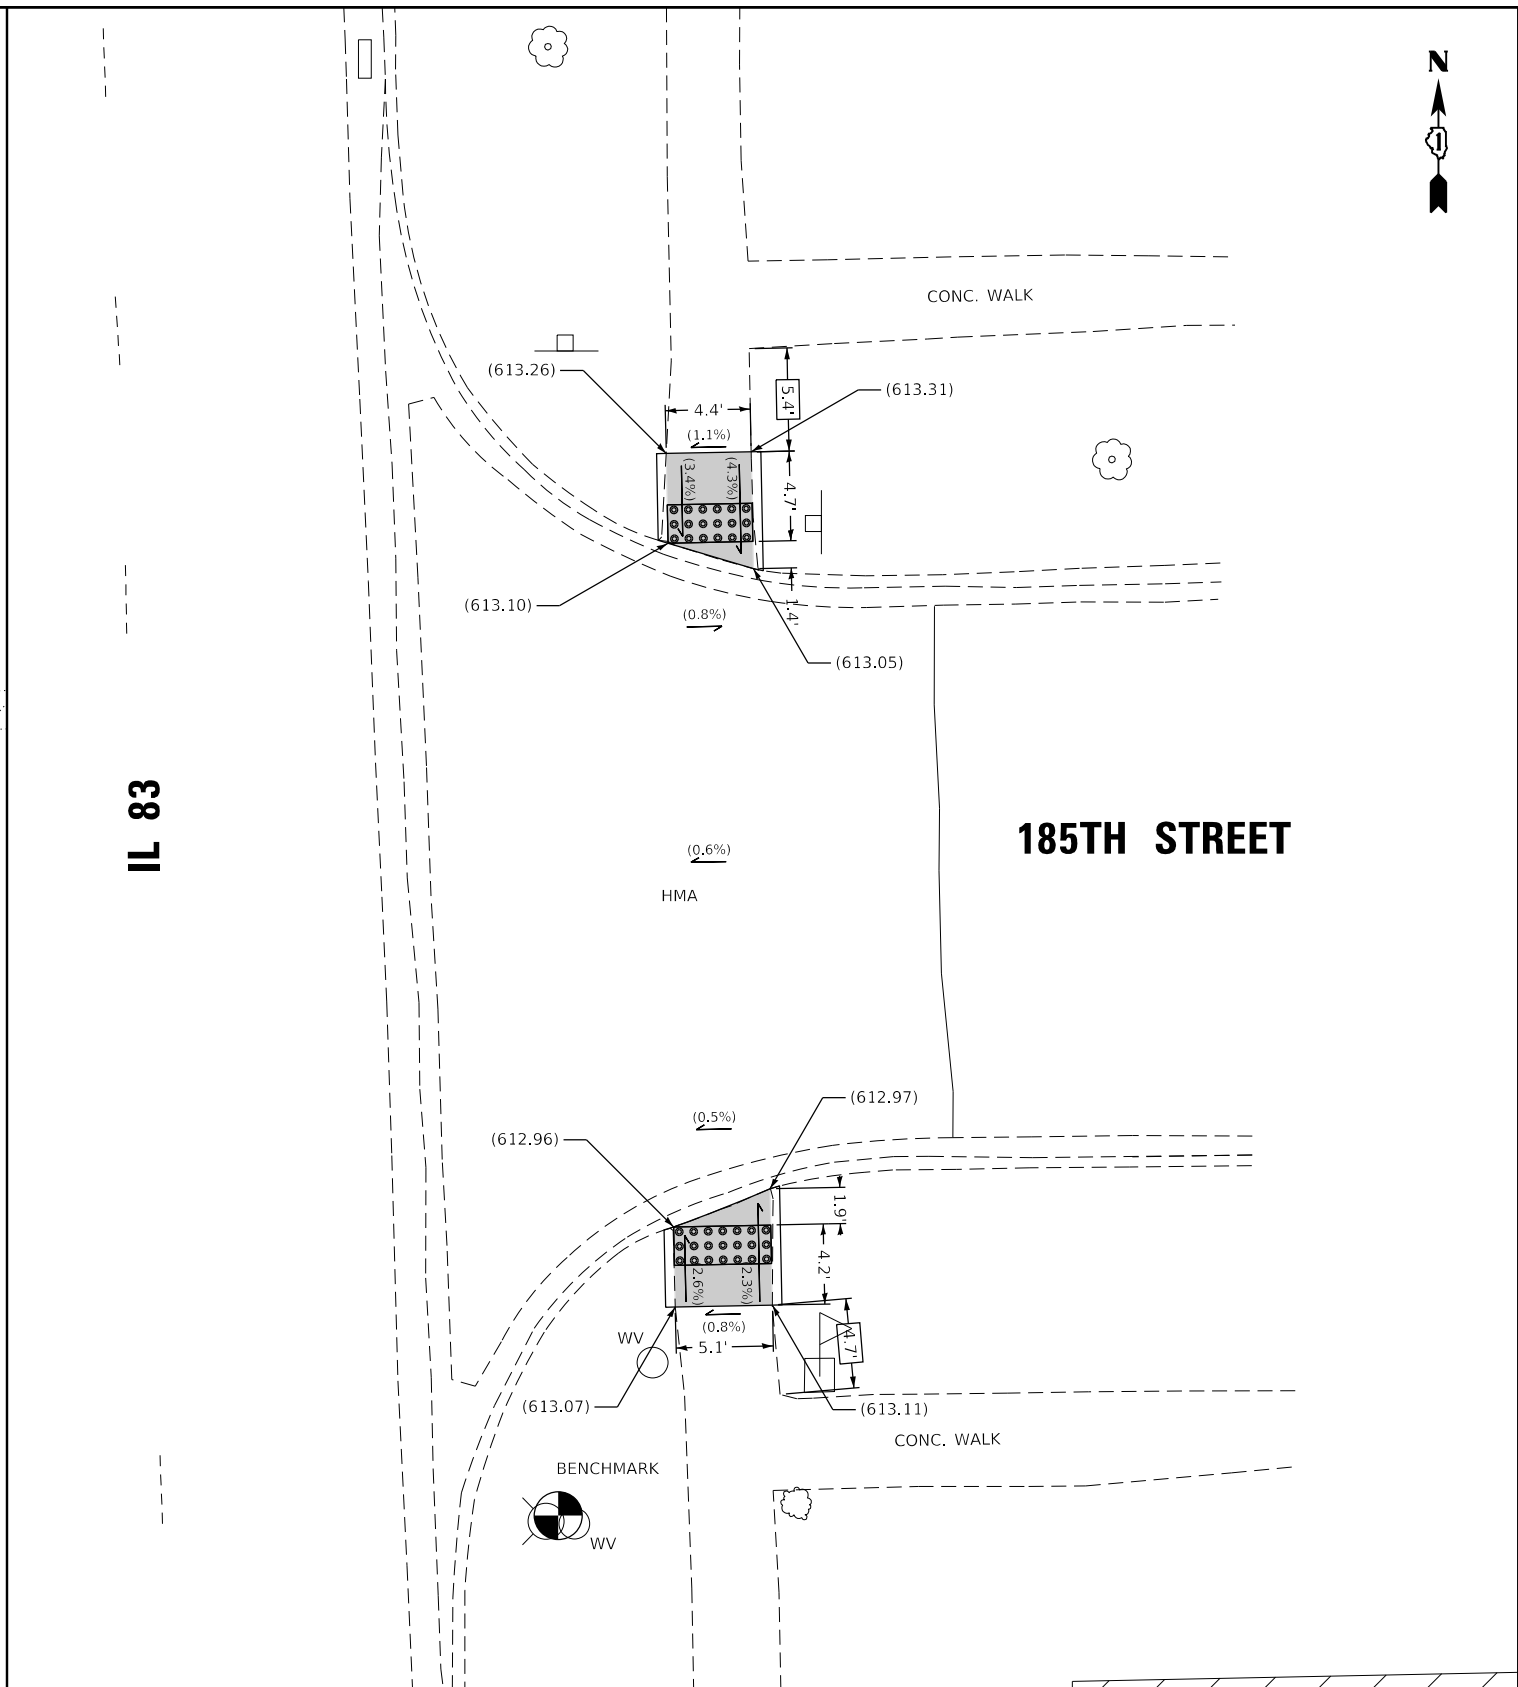 N
1
CONC. WALK
(613.26)
(613.31)
5.4'
4.4'
(1.1%)
(3.4%)
(4.3%)
4.7'
(613.10)
(0.8%)
1.4'
(613.05)
IL 83
185TH STREET
(0.6%)
HMA
(612.97)
(0.5%)
(612.96)
1.9'
4.2'
2.6%)
2.3%)
(0.8%)
WV
5.1'
4.7'
(613.07)
(613.11)
CONC. WALK
BENCHMARK
WV